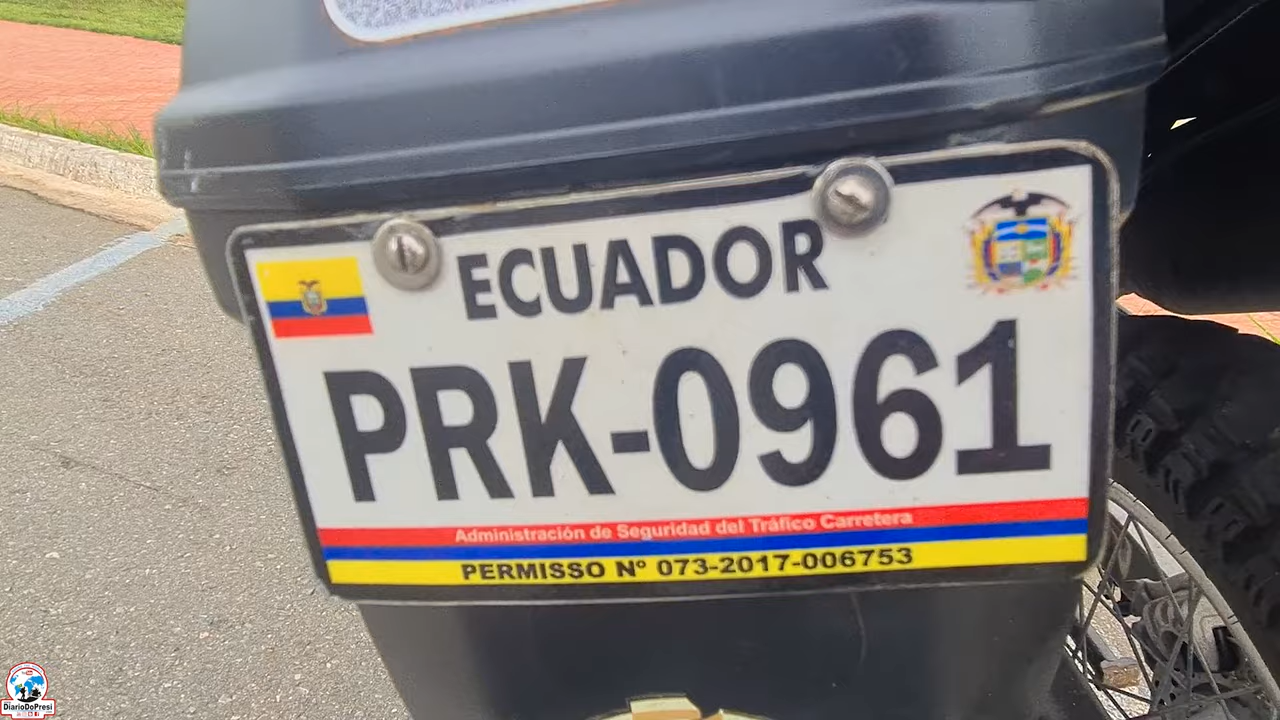 ECUADOR
PRK-0961
Administración de Seguridad del Tráfico Carretera
PERMISSO Nº 073-2017-006753
DiarioDoPresi